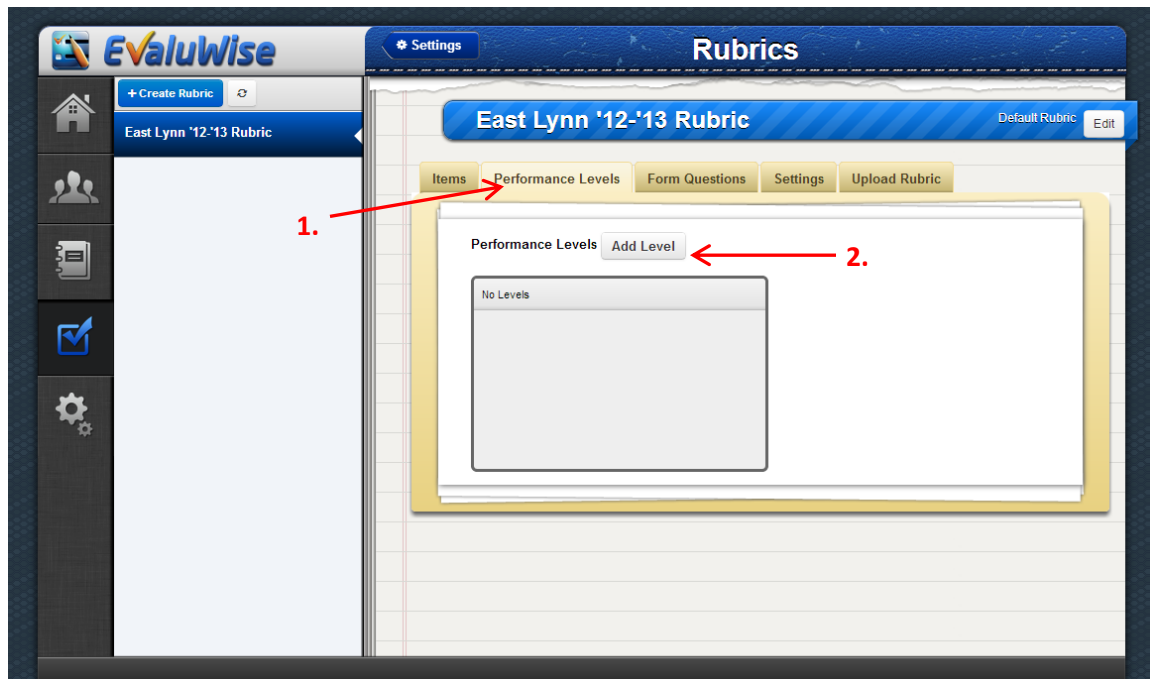 EvaluWise
Settings
Rubrics
+ Create Rubric
East Lynn '12-'13 Rubric
East Lynn '12-'13 Rubric
Default Rubric
Edit
Items
Performance Levels
Form Questions
Settings
Upload Rubric
1.
Performance Levels
Add Level
2.
No Levels